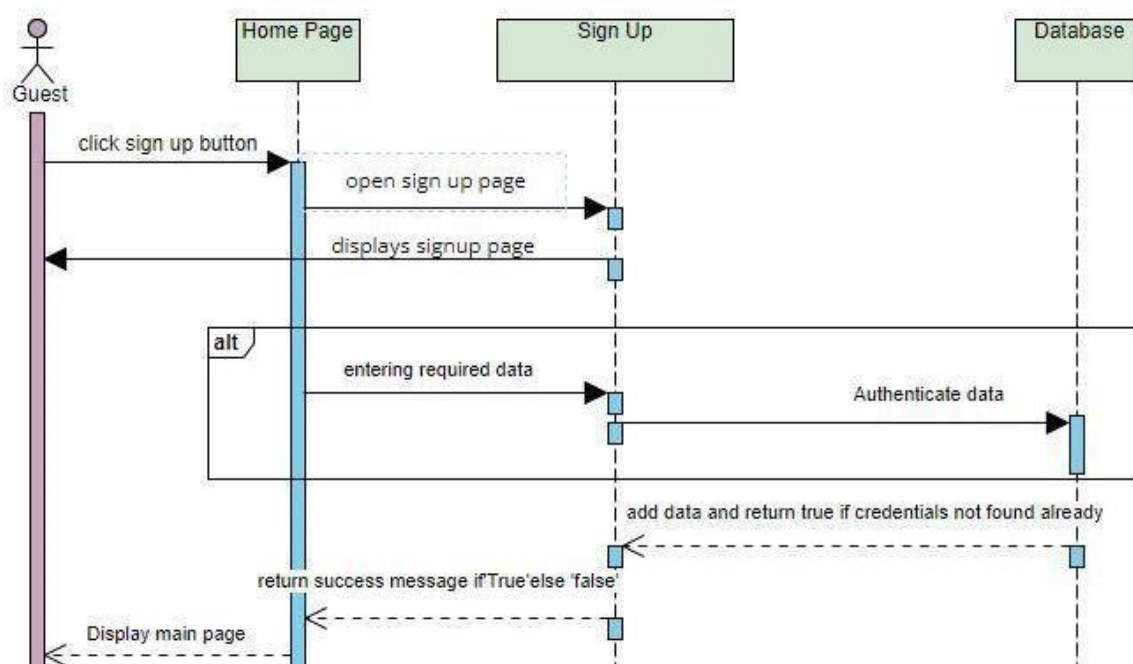 Home Page
Sign Up
Database
Guest
click sign up button
open sign up page
displays signup page
alt
entering required data
Authenticate data
add data and return true if credentials not found already
return success message if'True'else 'false'
Display main page